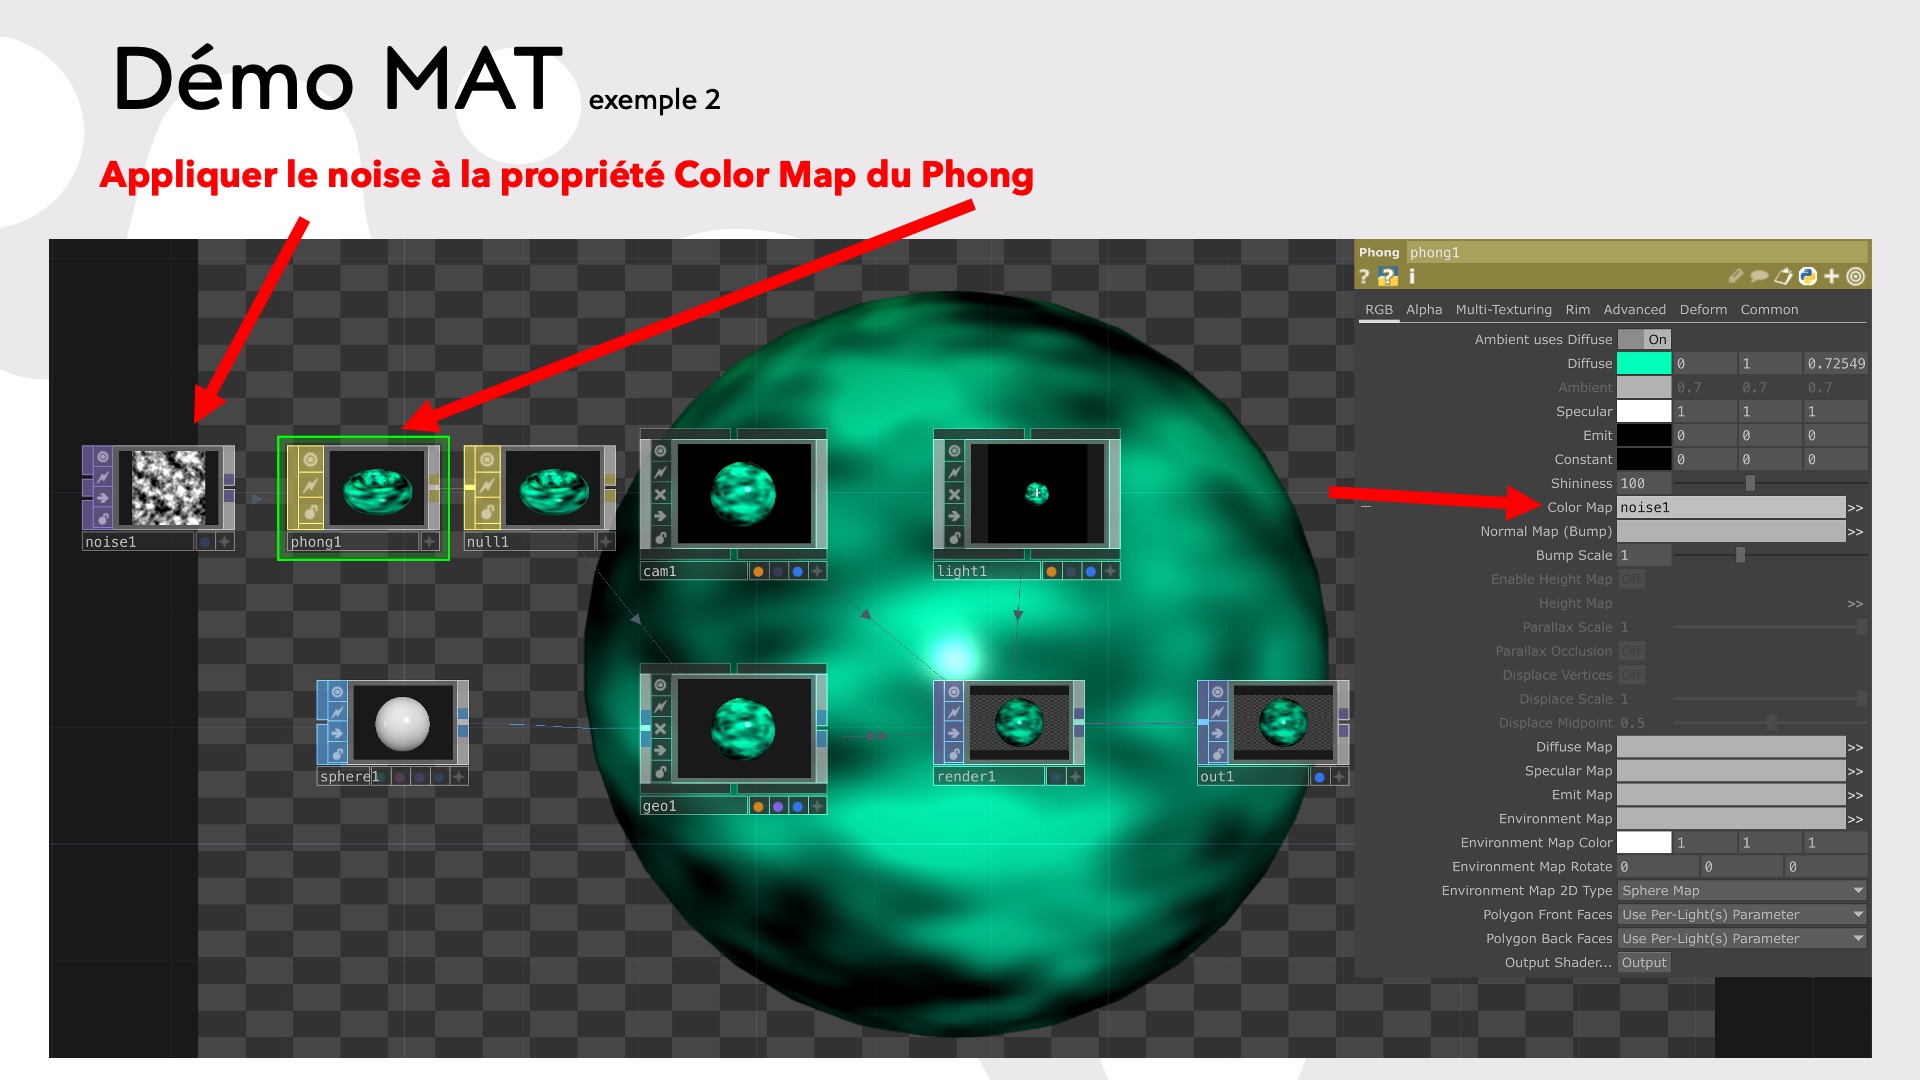 Démo MAT exemple 2
Appliquer le noise à la propriété Color Map du Phong
noise1
phong1
null1
cam1
light1
sphere1
geo1
render1
out1
Phong phong1
? ? i
RGB Alpha Multi-Texturing Rim Advanced Deform Common
Ambient uses Diffuse On
Diffuse 0 1 0.72549
Ambient 0.7 0.7 0.7
Specular 1 1 1
Emit 0 0 0
Constant 0 0 0
Shininess 100
Color Map noise1 >>
Normal Map (Bump) >>
Bump Scale 1
Enable Height Map Off
Height Map >>
Parallax Scale 1
Parallax Occlusion Off
Displace Vertices Off
Displace Scale 1
Displace Midpoint 0.5
Diffuse Map >>
Specular Map >>
Emit Map >>
Environment Map >>
Environment Map Color 1 1 1
Environment Map Rotate 0 0 0
Environment Map 2D Type Sphere Map
Polygon Front Faces Use Per-Light(s) Parameter
Polygon Back Faces Use Per-Light(s) Parameter
Output Shader... Output